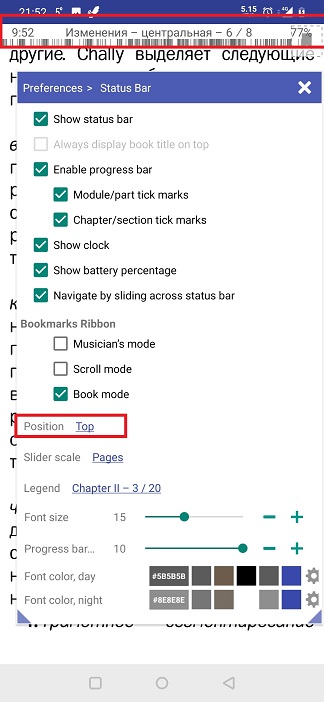 21:52 5° 5.15 4G
9:52 Изменения – центральная – 6 / 8 77%
другие. Chally выделяет следующие
Preferences > Status Bar
Show status bar
Always display book title on top
Enable progress bar
Module/part tick marks
Chapter/section tick marks
Show clock
Show battery percentage
Navigate by sliding across status bar
Bookmarks Ribbon
Musician's mode
Scroll mode
Book mode
Position Top
Slider scale Pages
Legend Chapter II – 3 / 20
Font size 15
Progress bar... 10
Font color, day #5B5B5B
Font color, night #8E8E8E